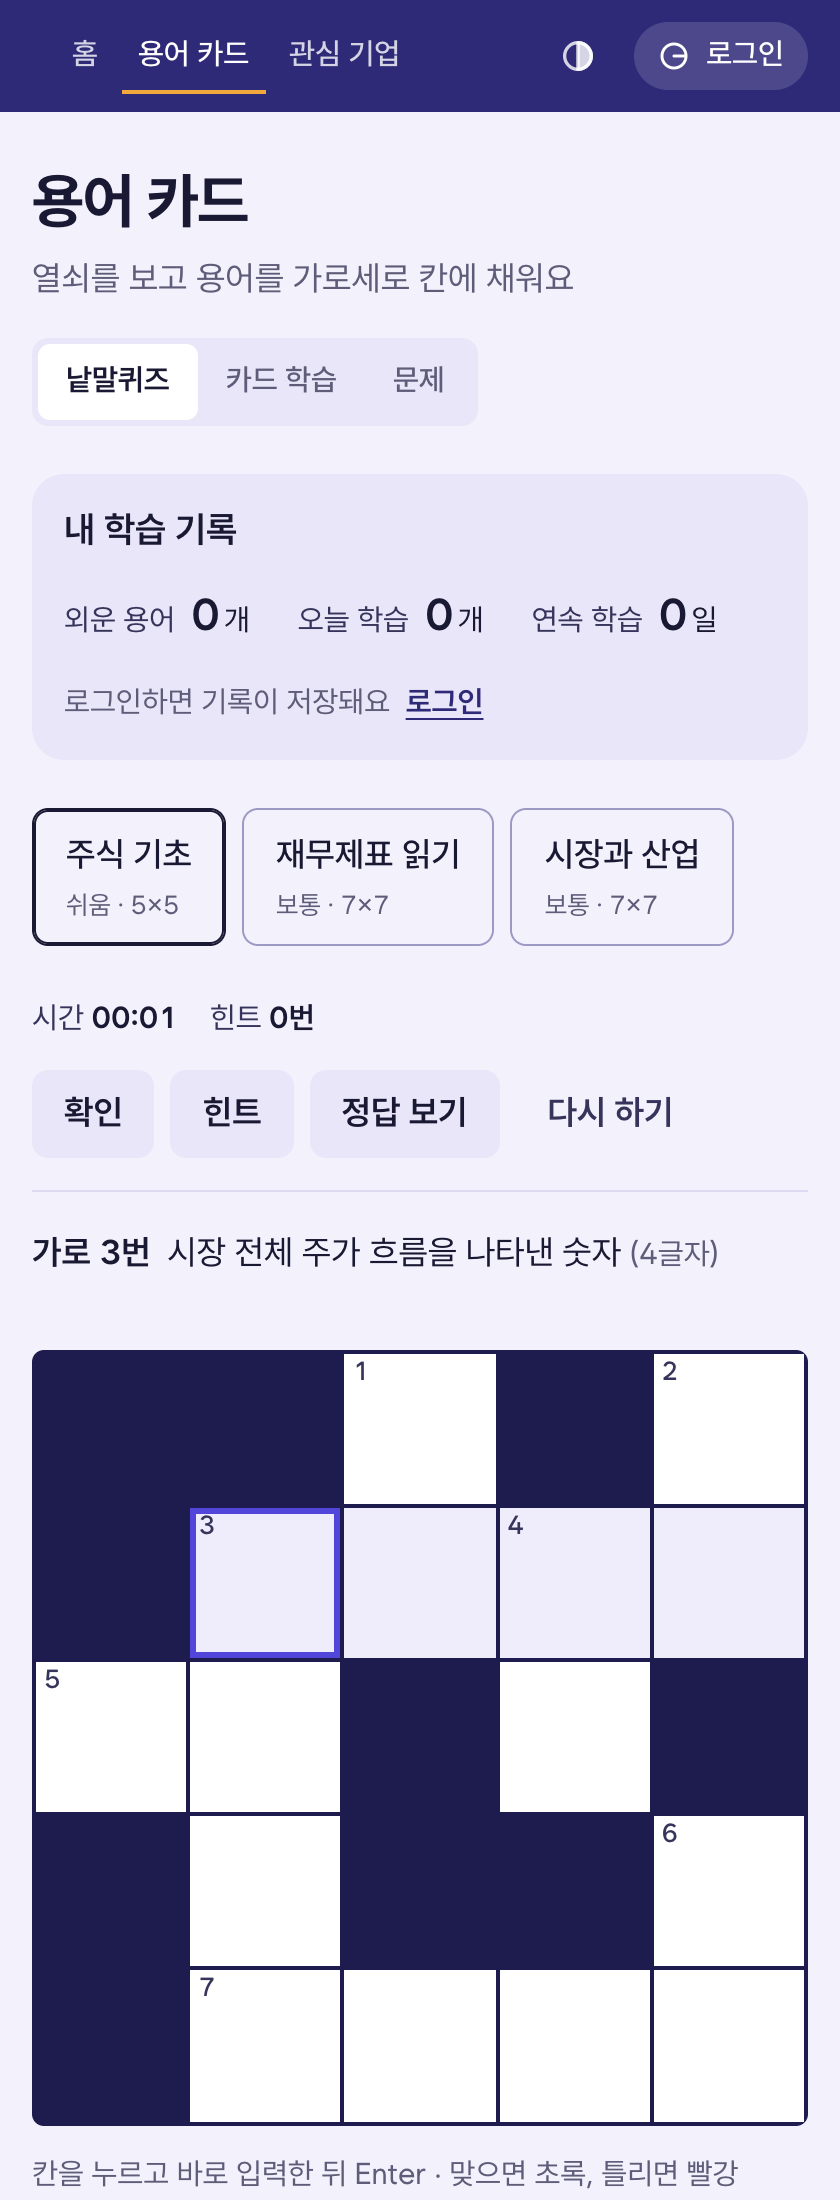 홈 용어 카드 관심 기업 로그인
용어 카드
열쇠를 보고 용어를 가로세로 칸에 채워요
낱말퀴즈 카드 학습 문제
내 학습 기록
외운 용어 0개 오늘 학습 0개 연속 학습 0일
로그인하면 기록이 저장돼요 로그인
주식 기초 재무제표 읽기 시장과 산업
쉬움 · 5×5 보통 · 7×7 보통 · 7×7
시간 00:01 힌트 0번
확인 힌트 정답 보기 다시 하기
가로 3번 시장 전체 주가 흐름을 나타낸 숫자 (4글자)
1 2
3 4
5
6
7
칸을 누르고 바로 입력한 뒤 Enter · 맞으면 초록, 틀리면 빨강